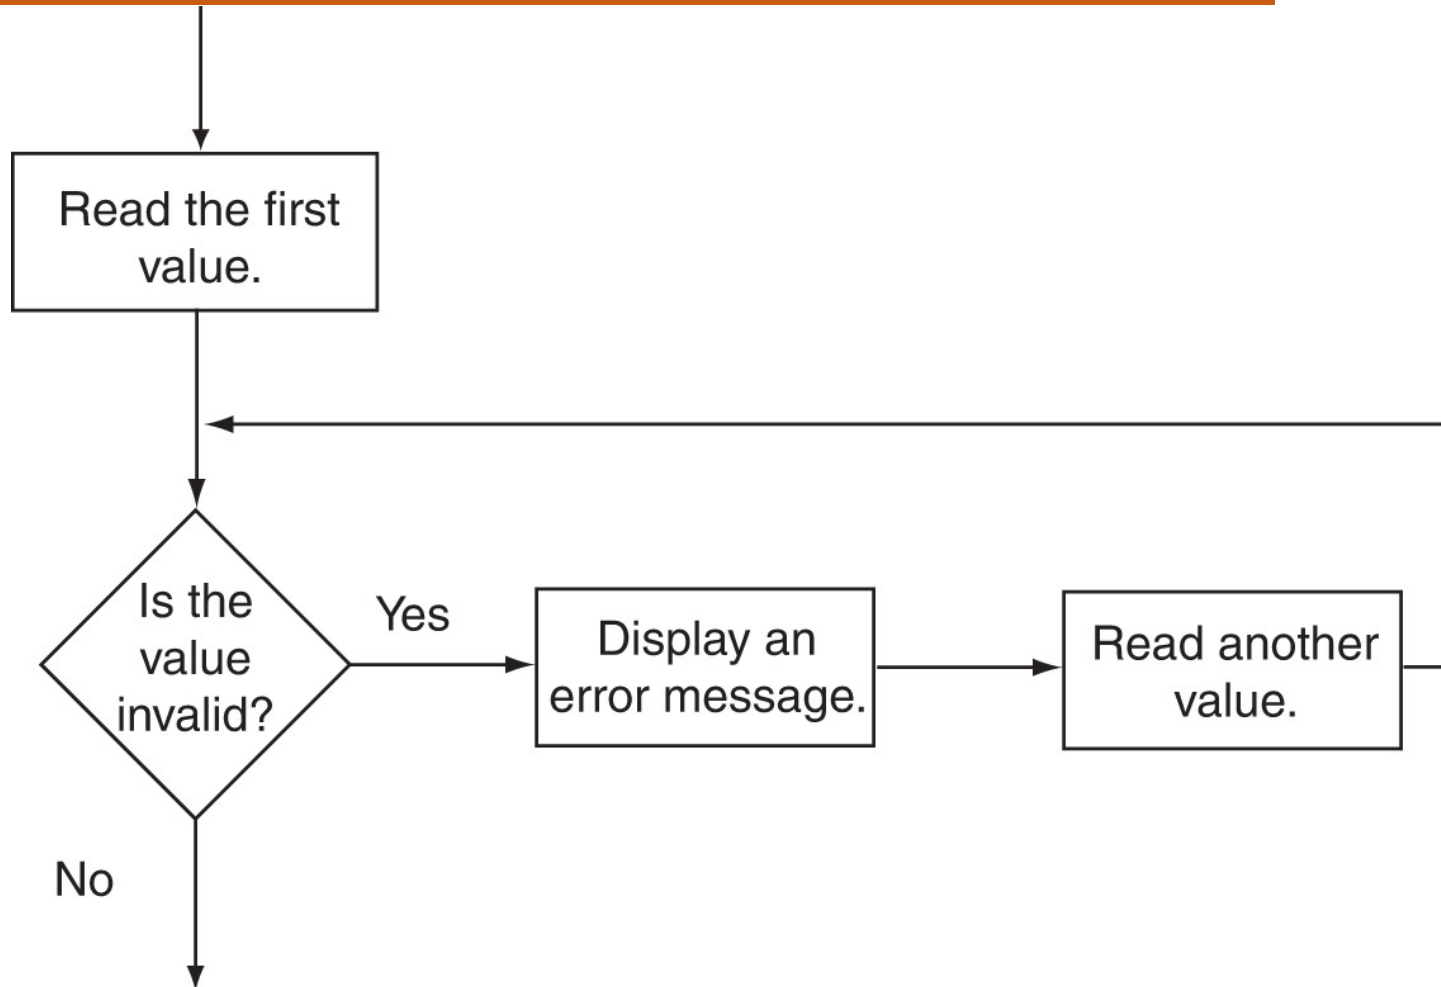 Read the first
value.
Is the
value
invalid?
Yes
Display an
error message.
Read another
value.
No